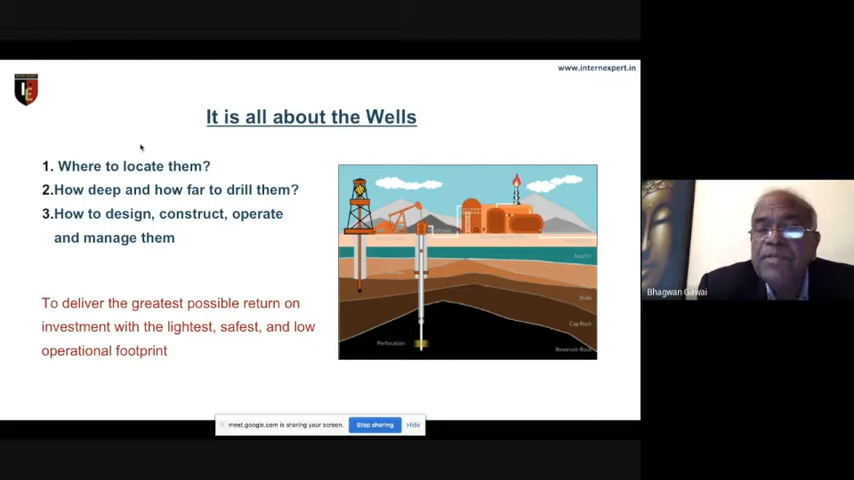 www.internexpert.in
It is all about the Wells
1. Where to locate them?
2.How deep and how far to drill them?
3.How to design, construct, operate
and manage them
To deliver the greatest possible return on
investment with the lightest, safest, and low
operational footprint
Aquifer
Shale
Cap Rock
Perforation
Reservoir Rock
Bhagwan Gawai
meet.google.com is sharing your screen.
Stop sharing
Hide